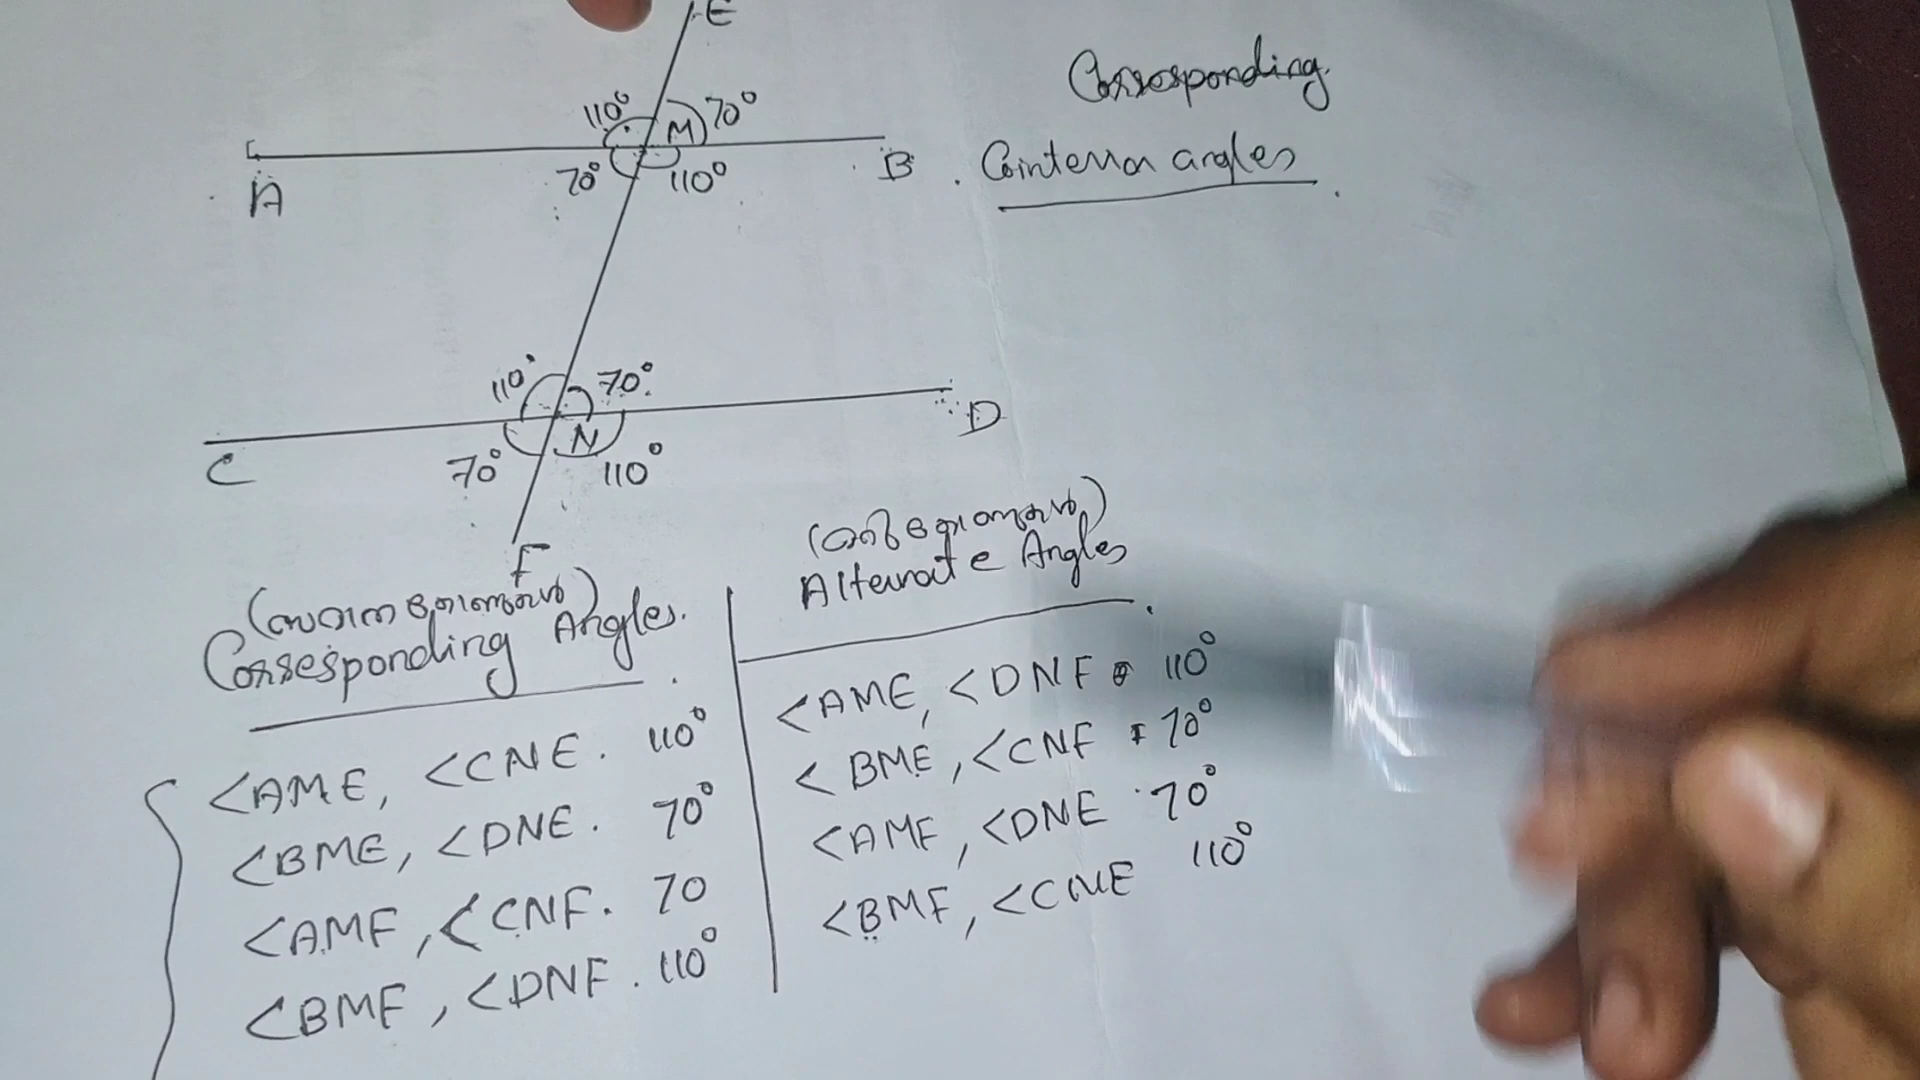 E
110° M 70°
A 70° 110° B
110° 70°
C 70° N 110° D
F
Corresponding
Cointerior angles
(സമാന കോണുകൾ)
Corresponding Angles.
<AME, <CNE. 110°
<BME, <DNE. 70°
<AMF, <CNF. 70
<BMF, <DNF. 110°
Alternate Angles
<AME, <DNF 110°
<BME, <CNF 70°
<AMF, <DNE 70°
<BMF, <CNE 110°